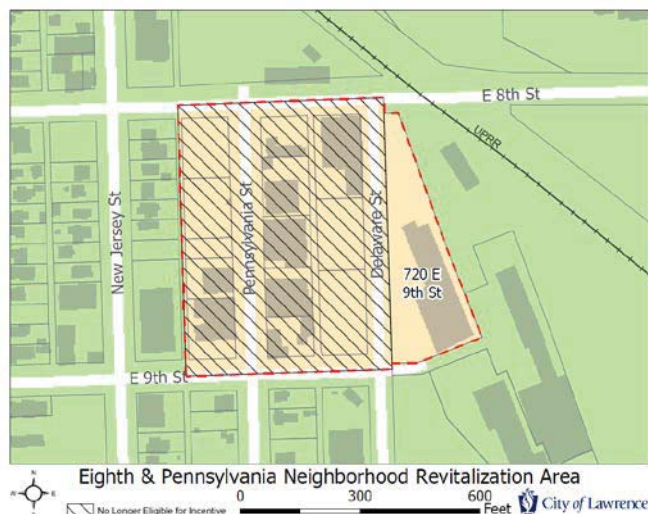 E 8th St
UPRR
New Jersey St
Pennsylvania St
Delaware St
720 E
9th St
E 9th St
Eighth & Pennsylvania Neighborhood Revitalization Area
N
W
E
S
No Longer Eligible for Incentive
0 300 600
Feet
City of Lawrence